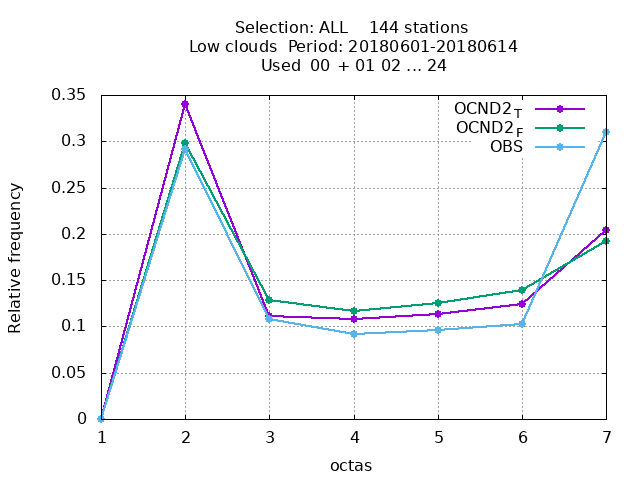 Selection: ALL    144 stations
Low clouds  Period: 20180601-20180614
Used  00  + 01 02 ... 24
0.35
0.3
0.25
0.2
0.15
0.1
0.05
0
Relative frequency
OCND2_T
OCND2_F
OBS
1 2 3 4 5 6 7
octas